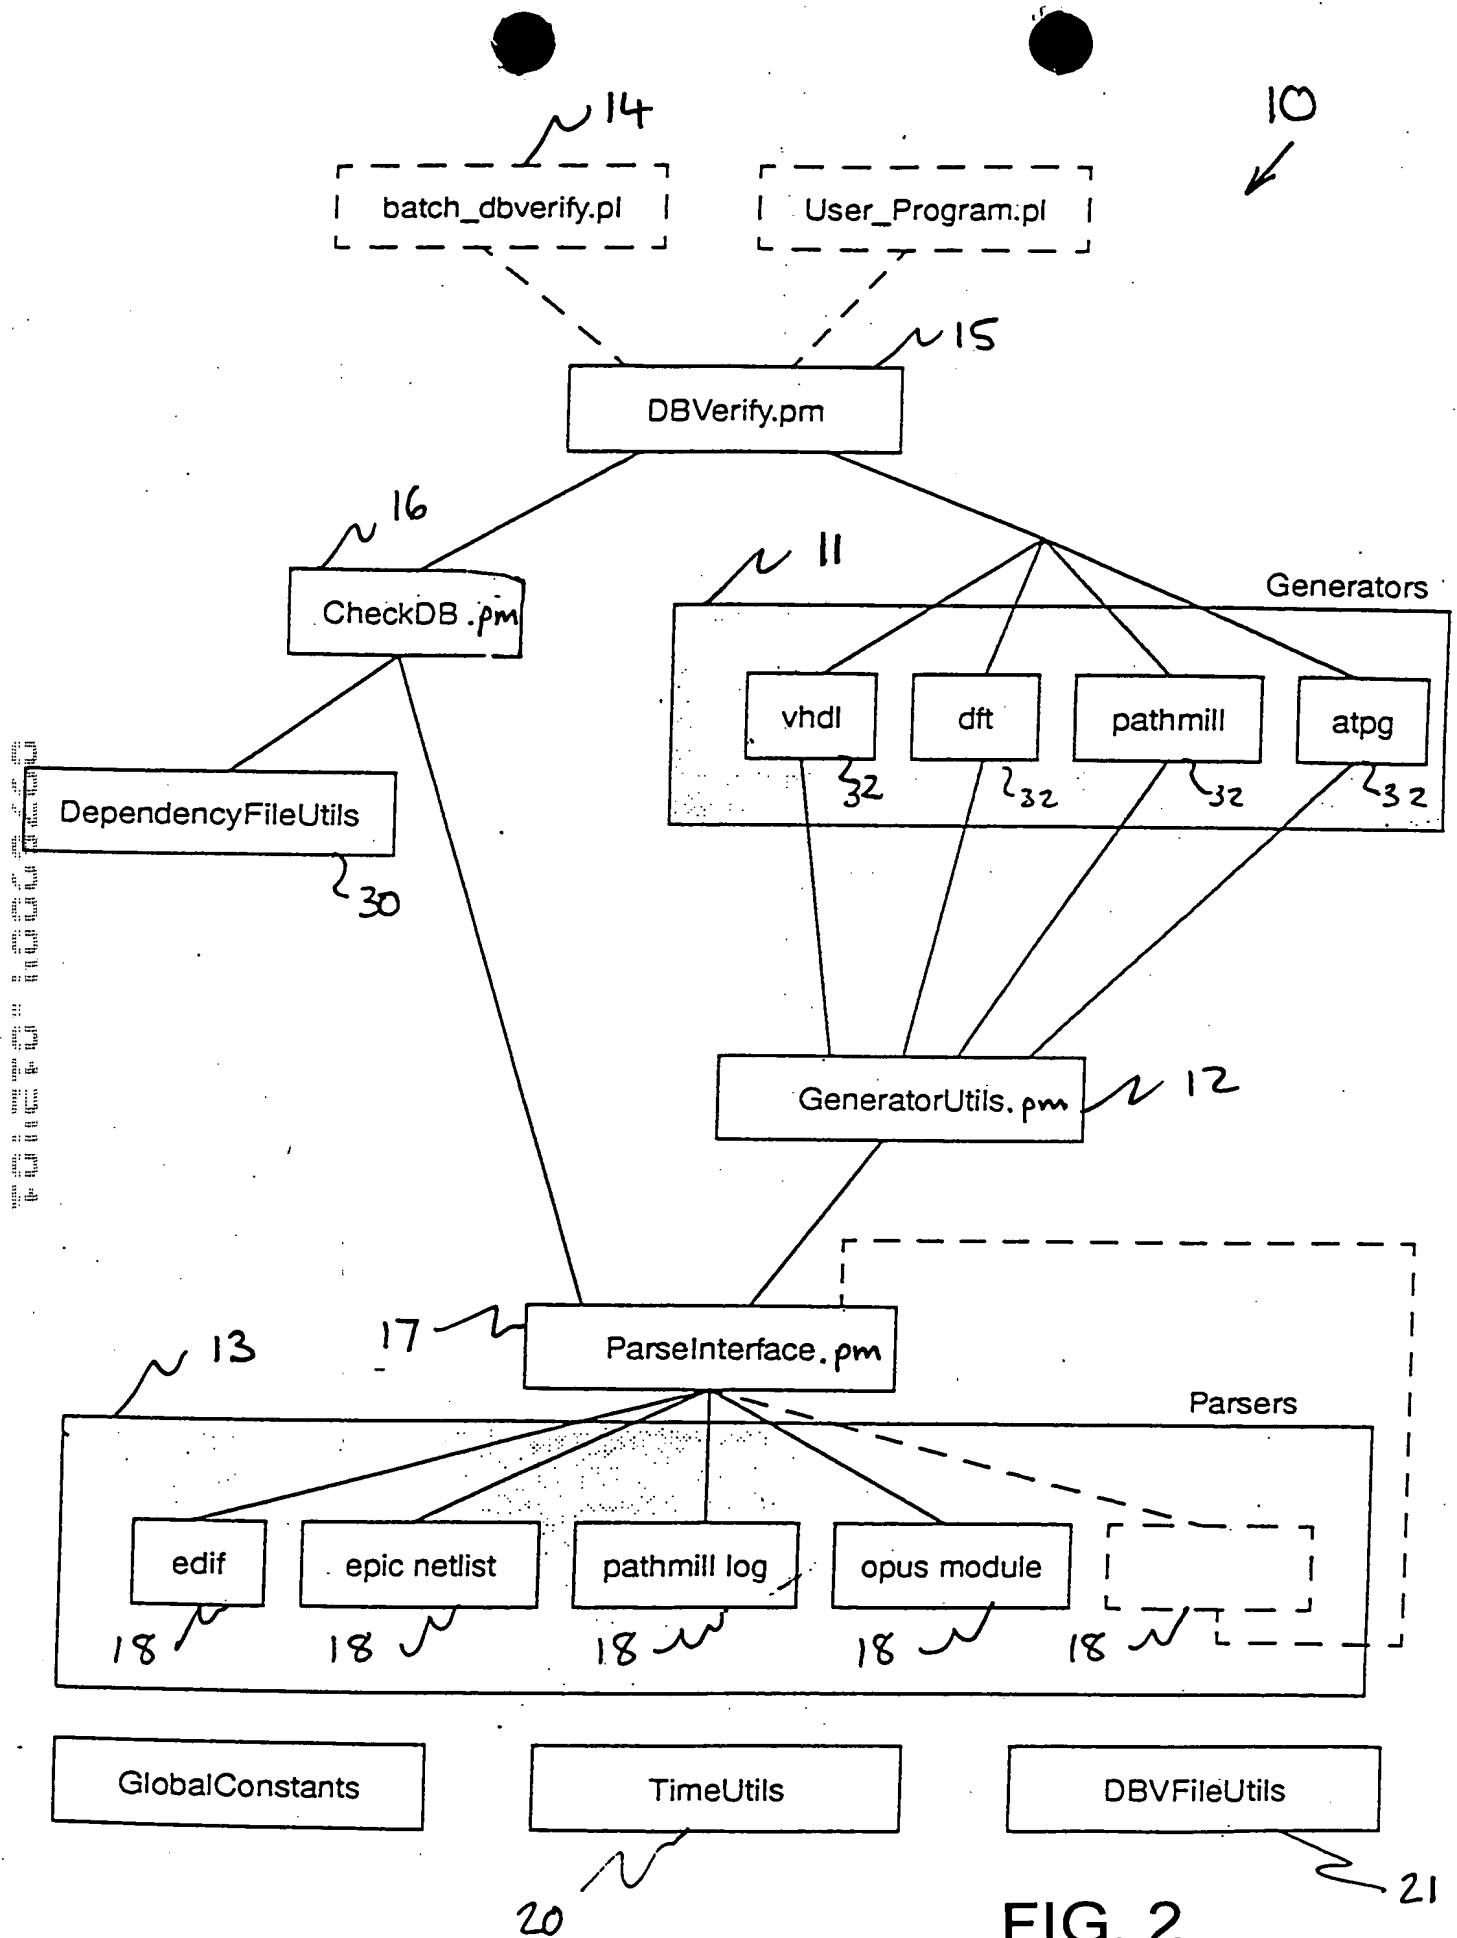 14
10
batch_dbverify.pl
User_Program.pl
15
DBVerify.pm
16
11
Generators
CheckDB.pm
vhdl
dft
pathmill
atpg
32
32
32
32
DependencyFileUtils
30
GeneratorUtils.pm
12
17
ParseInterface.pm
13
Parsers
edif
epic netlist
pathmill log
opus module
18
18
18
18
18
GlobalConstants
TimeUtils
DBVFileUtils
20
21
FIG. 2